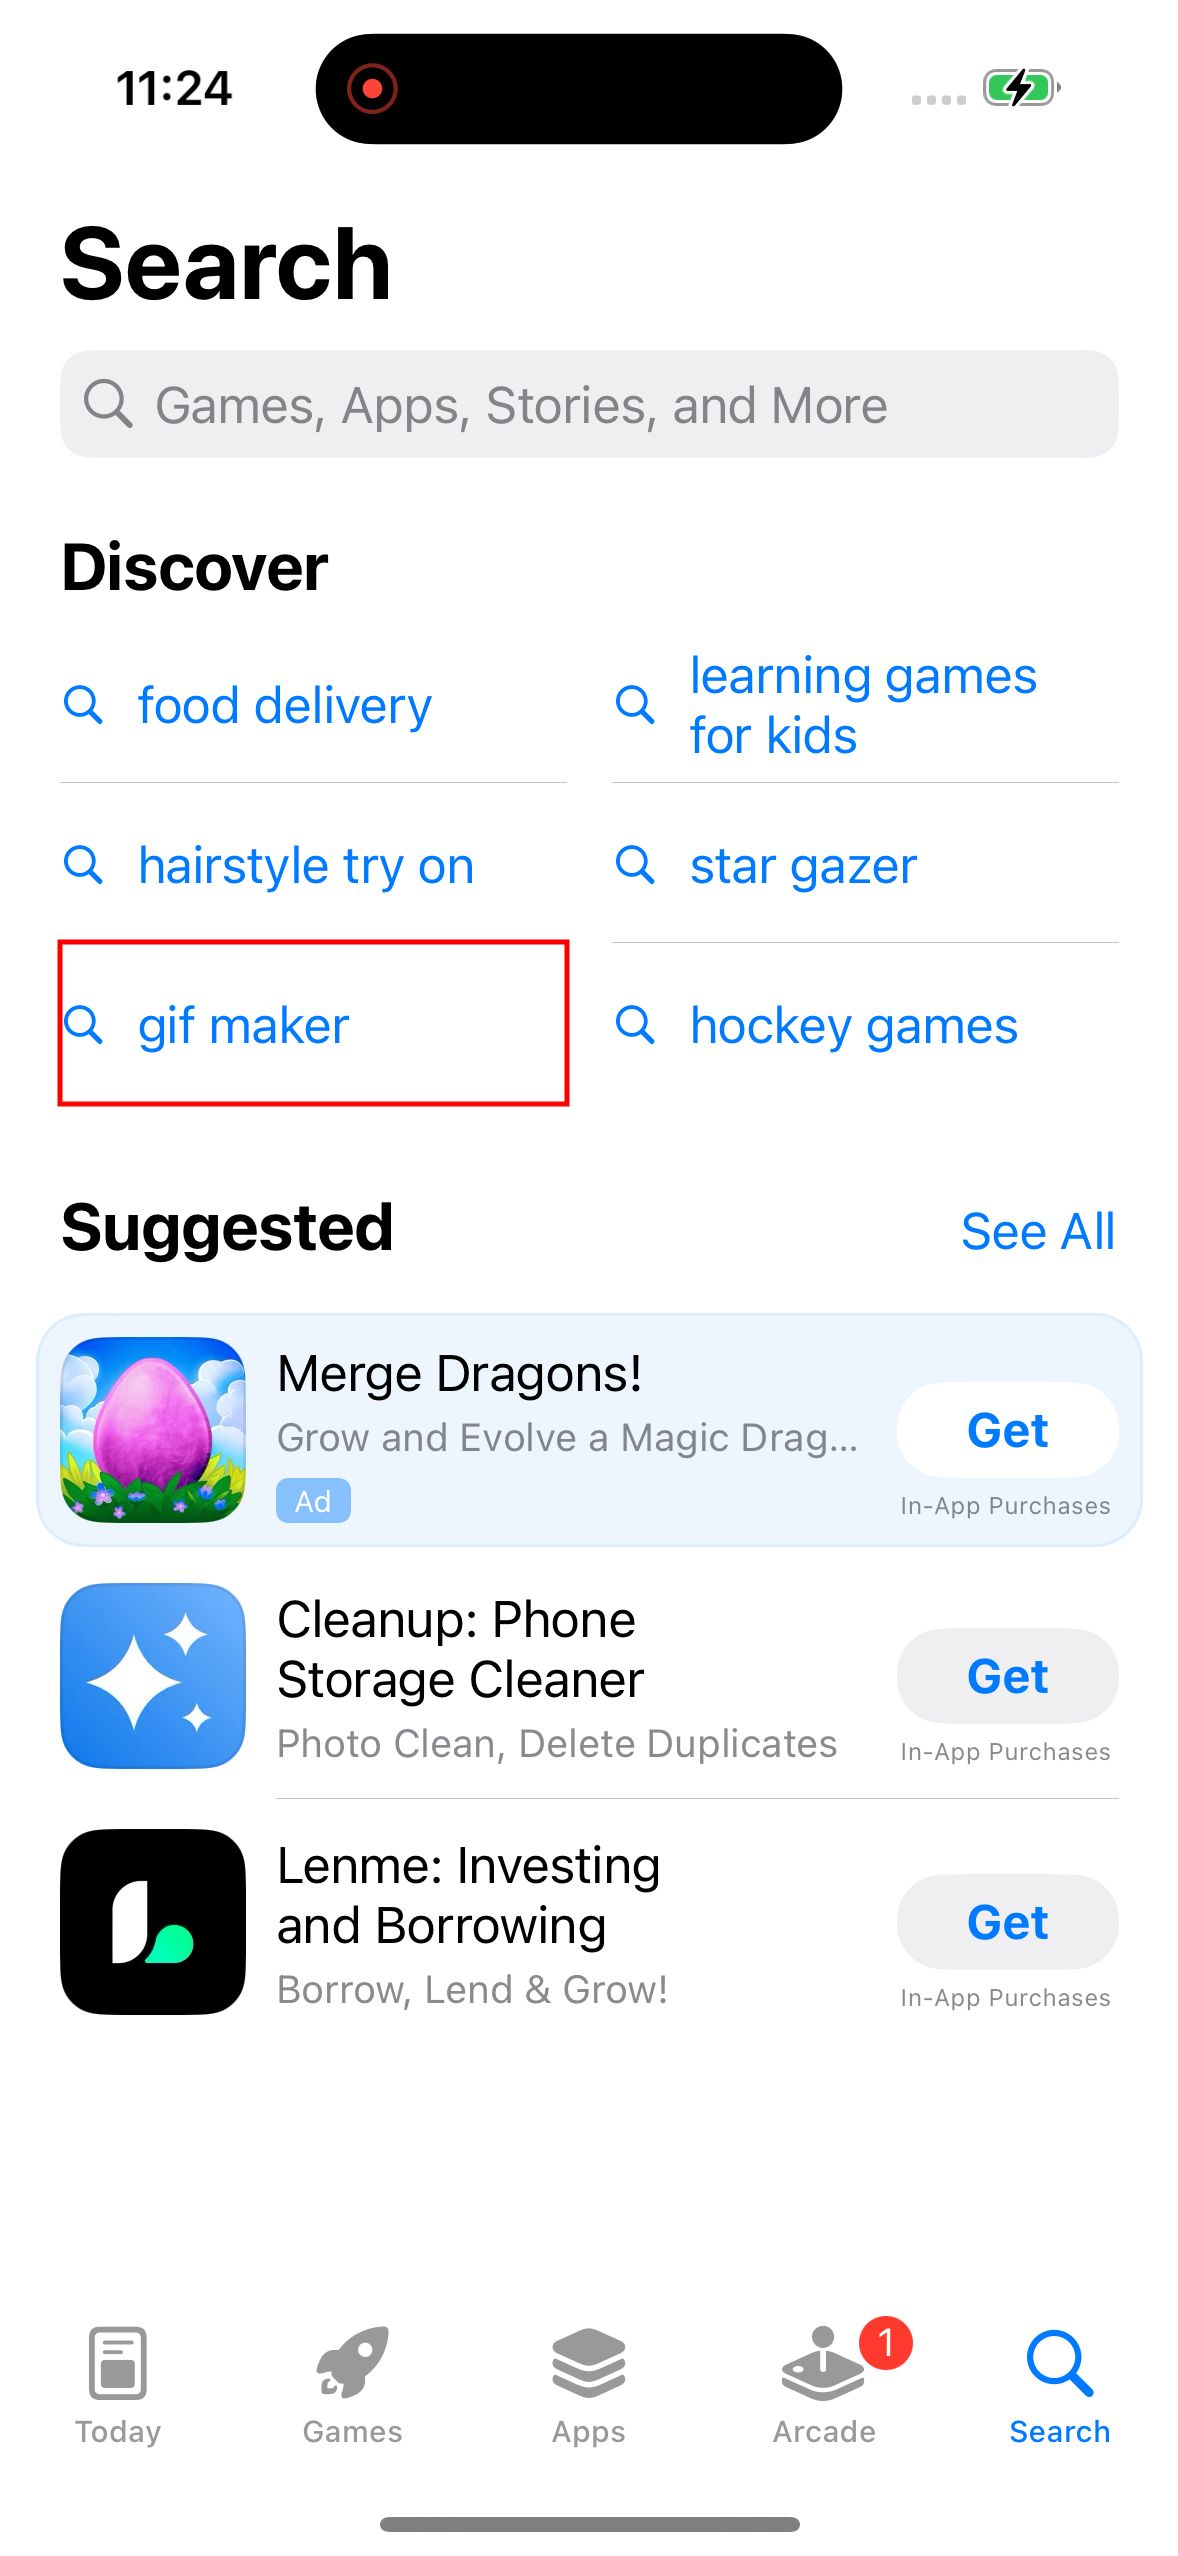 11:24
Search
Games, Apps, Stories, and More
Discover
food delivery
learning games
for kids
hairstyle try on
star gazer
gif maker
hockey games
Suggested
See All
Merge Dragons!
Grow and Evolve a Magic Drag...
Ad
Get
In-App Purchases
Cleanup: Phone
Storage Cleaner
Photo Clean, Delete Duplicates
Get
In-App Purchases
Lenme: Investing
and Borrowing
Borrow, Lend & Grow!
Get
In-App Purchases
1
Today
Games
Apps
Arcade
Search